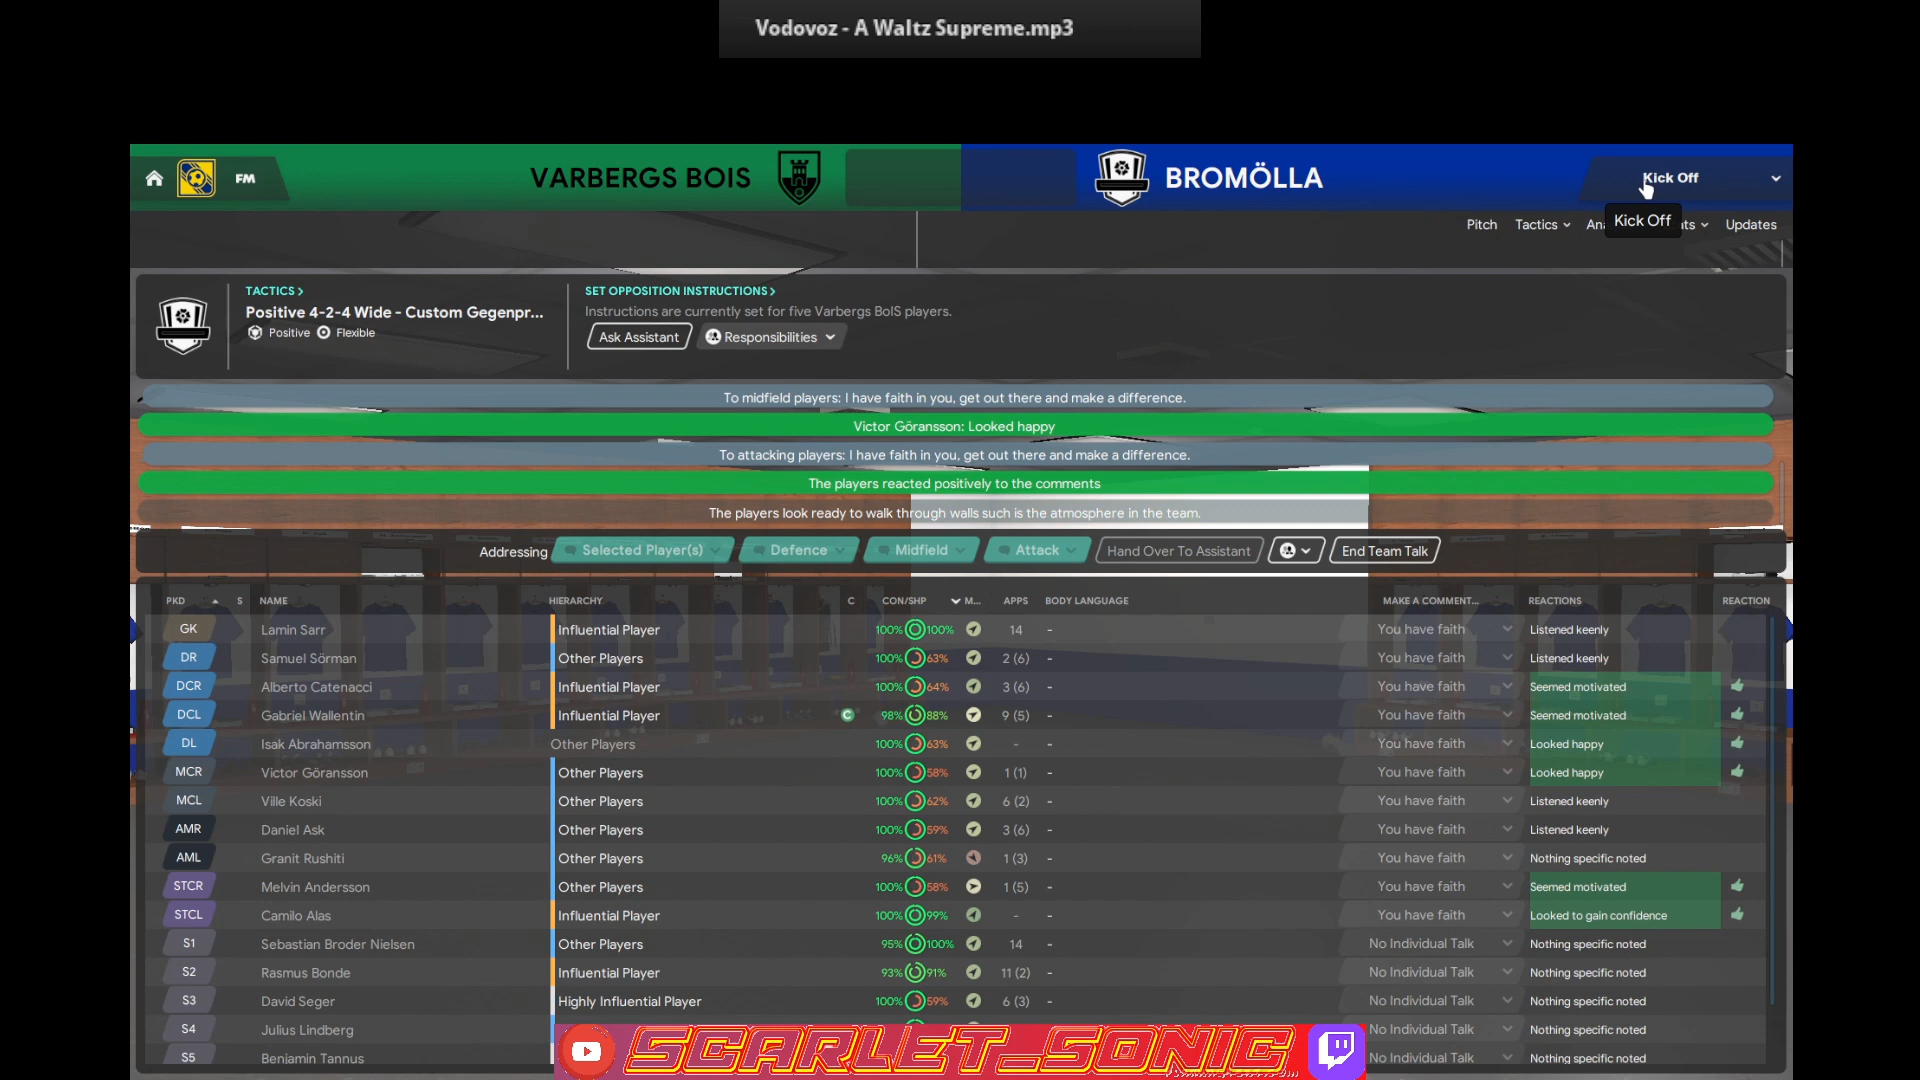 Vodovoz - A Waltz Supreme.mp3
FM
VARBERGS BOIS
BROMÖLLA
Kick Off
Pitch Tactics Updates
Kick Off
TACTICS >
Positive 4-2-4 Wide - Custom Gegenpr...
Positive Flexible
SET OPPOSITION INSTRUCTIONS >
Instructions are currently set for five Varbergs BoIS players.
Ask Assistant Responsibilities
To midfield players: I have faith in you, get out there and make a difference.
Victor Göransson: Looked happy
To attacking players: I have faith in you, get out there and make a difference.
The players reacted positively to the comments
The players look ready to walk through walls such is the atmosphere in the team.
Addressing Selected Player(s) Defence Midfield Attack Hand Over To Assistant End Team Talk
PKD S NAME HIERARCHY C CON/SHP M... APPS BODY LANGUAGE MAKE A COMMENT... REACTIONS REACTION
GK Lamin Sarr Influential Player 100% 100% 14 - You have faith Listened keenly
DR Samuel Sörman Other Players 100% 63% 2 (6) - You have faith Listened keenly
DCR Alberto Catenacci Influential Player 100% 64% 3 (6) - You have faith Seemed motivated
DCL Gabriel Wallentin Influential Player C 98% 88% 9 (5) - You have faith Seemed motivated
DL Isak Abrahamsson Other Players 100% 63% - - You have faith Looked happy
MCR Victor Göransson Other Players 100% 58% 1 (1) - You have faith Looked happy
MCL Ville Koski Other Players 100% 62% 6 (2) - You have faith Listened keenly
AMR Daniel Ask Other Players 100% 59% 3 (6) - You have faith Listened keenly
AML Granit Rushiti Other Players 96% 61% 1 (3) - You have faith Nothing specific noted
STCR Melvin Andersson Other Players 100% 58% 1 (5) - You have faith Seemed motivated
STCL Camilo Alas Influential Player 100% 99% - - You have faith Looked to gain confidence
S1 Sebastian Broder Nielsen Other Players 95% 100% 14 - No Individual Talk Nothing specific noted
S2 Rasmus Bonde Influential Player 93% 91% 11 (2) - No Individual Talk Nothing specific noted
S3 David Seger Highly Influential Player 100% 59% 6 (3) - No Individual Talk Nothing specific noted
S4 Julius Lindberg No Individual Talk Nothing specific noted
S5 Benjamin Tannus No Individual Talk Nothing specific noted
SCARLET_SONIC